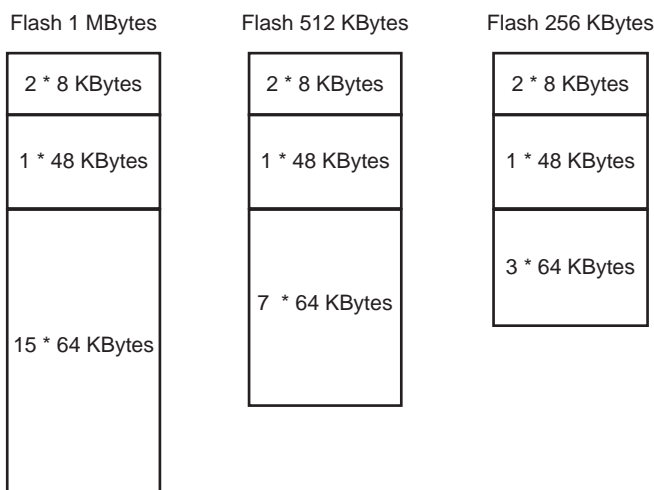 Flash 1 MBytes
2 * 8 KBytes
1 * 48 KBytes
15 * 64 KBytes
Flash 512 KBytes
2 * 8 KBytes
1 * 48 KBytes
7 * 64 KBytes
Flash 256 KBytes
2 * 8 KBytes
1 * 48 KBytes
3 * 64 KBytes